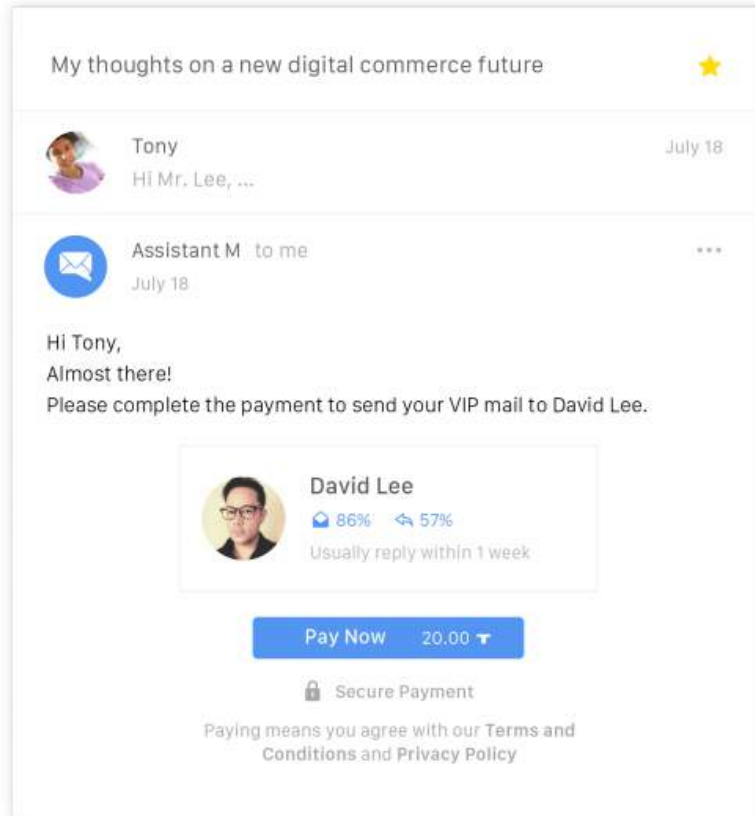 My thoughts on a new digital commerce future
Tony
July 18
Hi Mr. Lee, ...
Assistant M to me
July 18
Hi Tony,
Almost there!
Please complete the payment to send your VIP mail to David Lee.
David Lee
86% 57%
Usually reply within 1 week
Pay Now 20.00
Secure Payment
Paying means you agree with our Terms and
Conditions and Privacy Policy